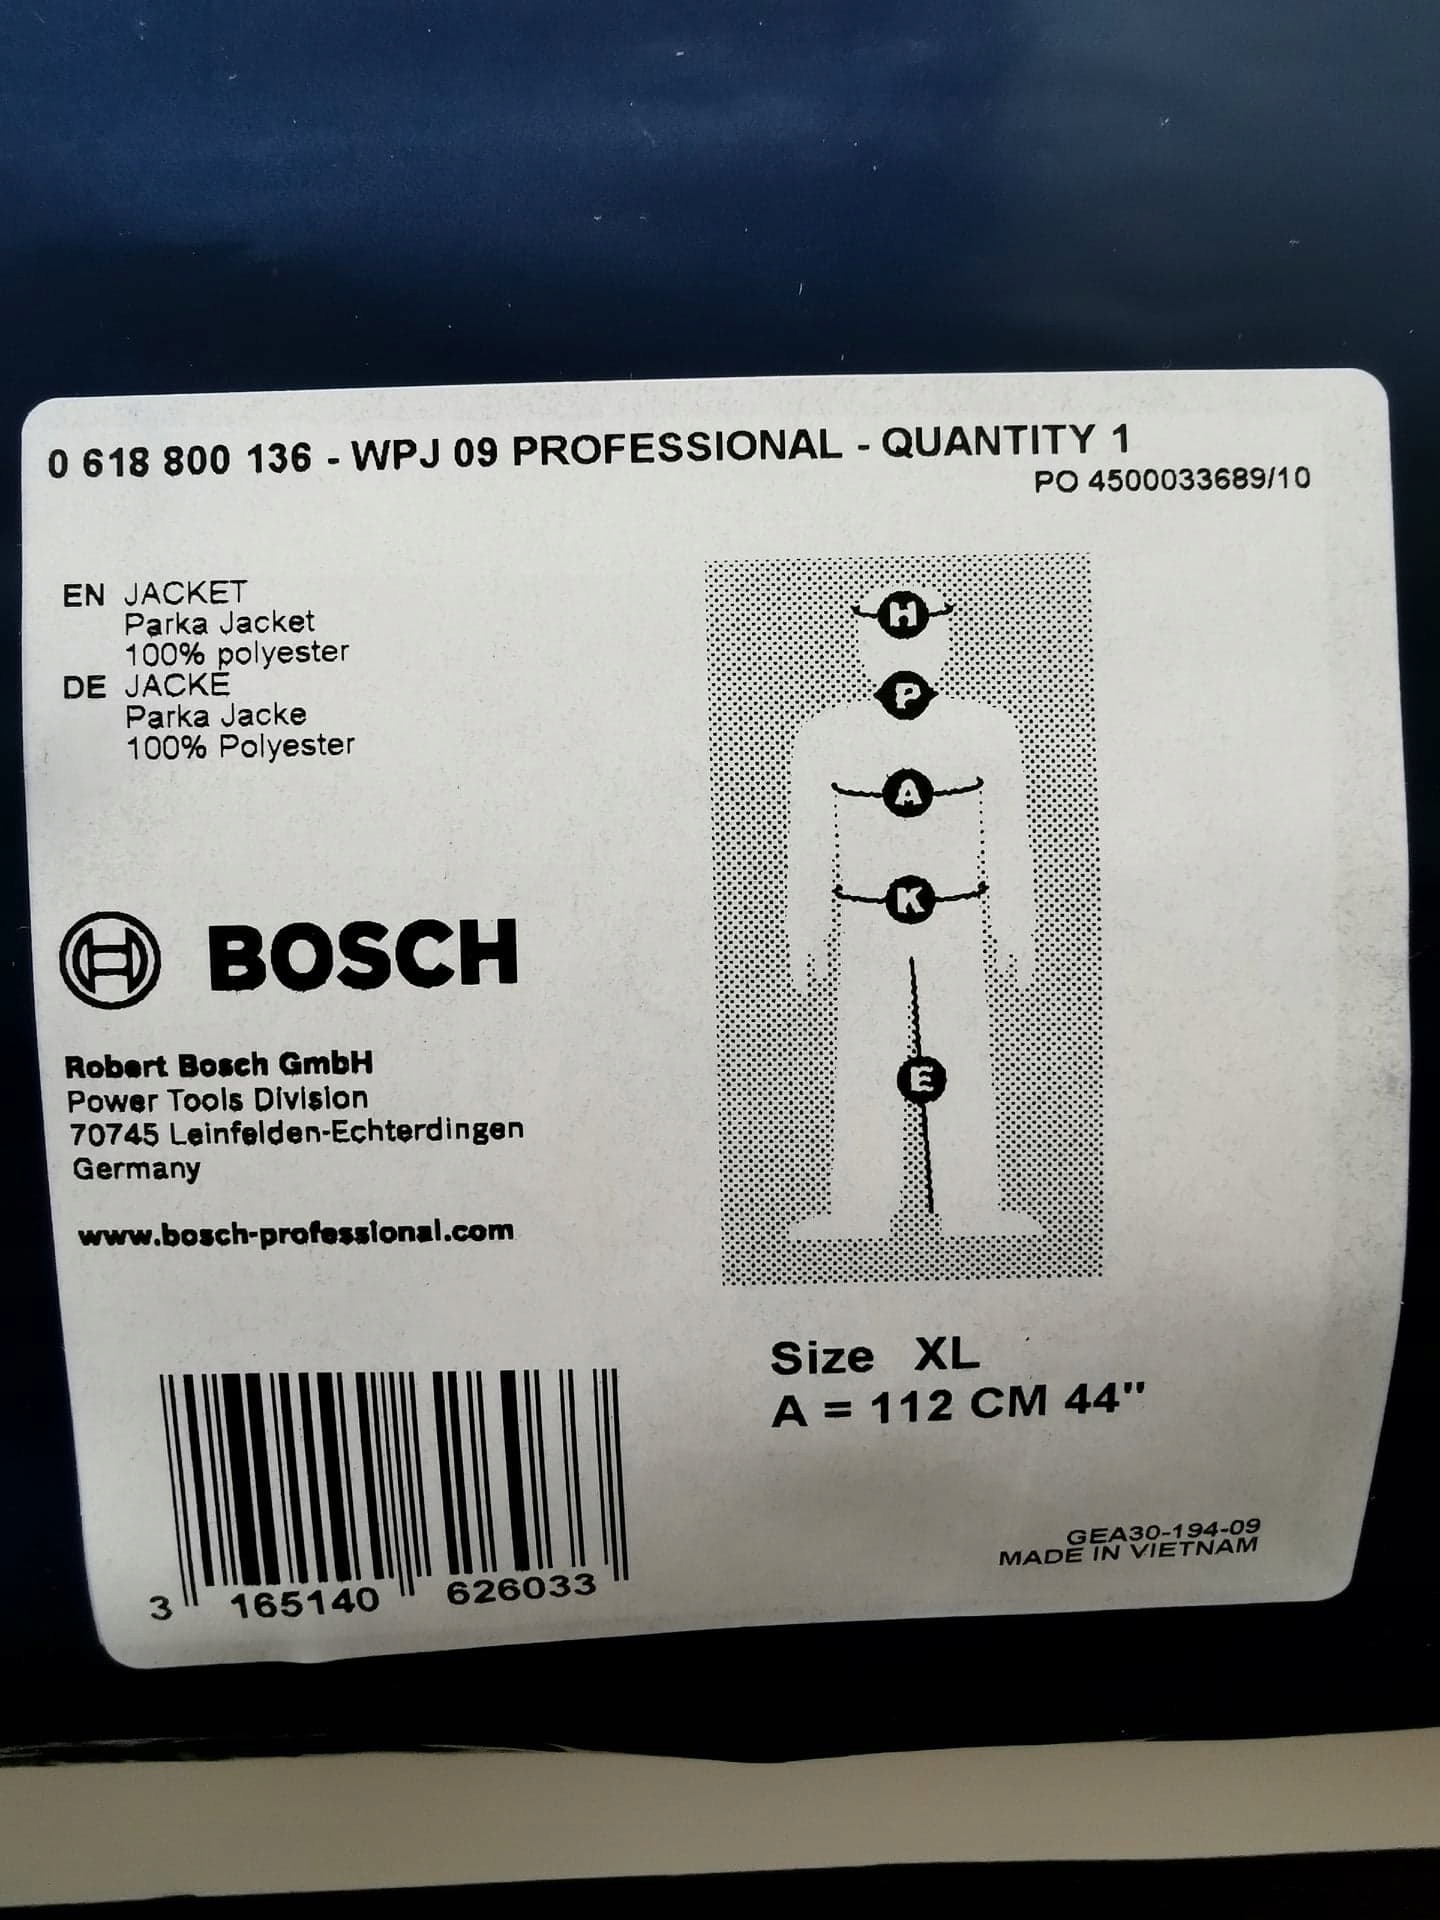 0 618 800 136 - WPJ 09 PROFESSIONAL - QUANTITY 1
PO 4500033689/10
EN JACKET
Parka Jacket
100% polyester
DE JACKE
Parka Jacke
100% Polyester
H
P
A
K
E
BOSCH
Robert Bosch GmbH
Power Tools Division
70745 Leinfelden-Echterdingen
Germany
www.bosch-professional.com
Size XL
A = 112 CM 44"
3 165140 626033
GEA30-194-09
MADE IN VIETNAM